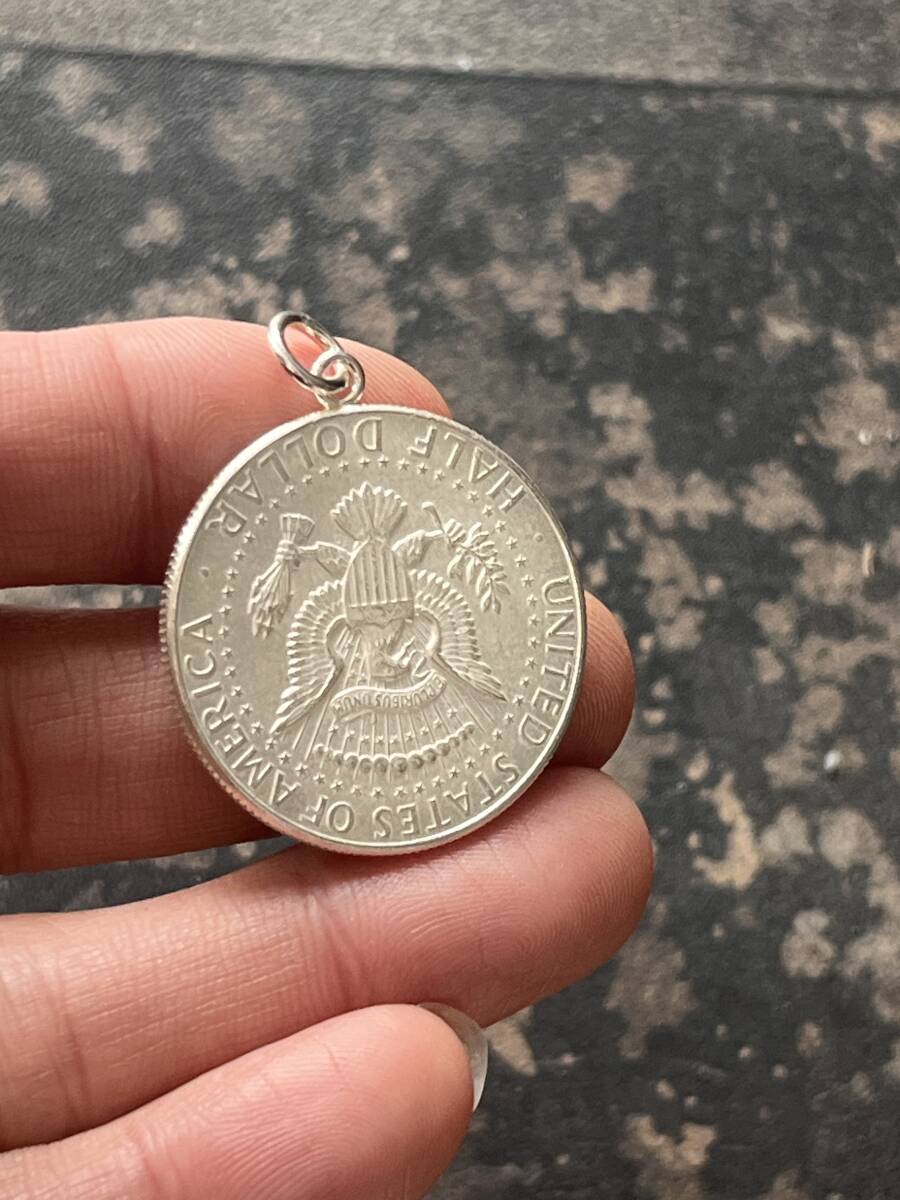 UNITED STATES OF AMERICA
E PLURIBUS UNUM
HALF DOLLAR